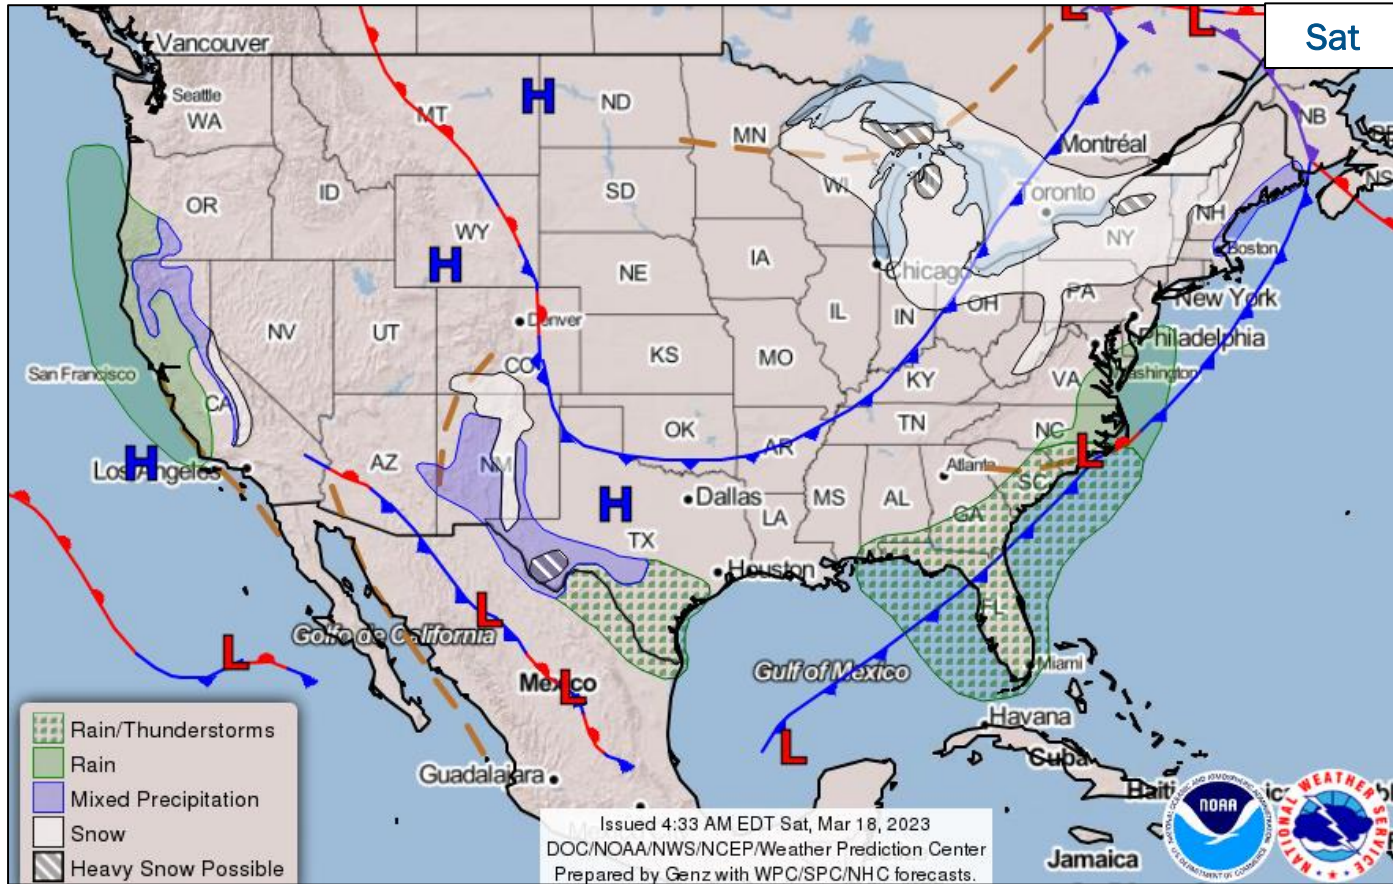 Sat
Vancouver
Seattle
WA
MT
H
ND
MN
L
L
NB
Montréal
OR
ID
WY
SD
WI
Toronto
NH
NS
H
NE
IA
Chicago
NY
Boston
NV
UT
Denver
IL
IN
OH
PA
New York
San Francisco
CO
KS
MO
KY
VA
Philadelphia
CA
OK
AR
TN
NC
H
Los Angeles
AZ
NM
H
Dallas
MS
AL
Atlanta
L
SC
GA
TX
LA
Houston
FL
L
Golfo de California
L
Gulf of Mexico
Miami
L
Mexico
L
Havana
Cuba
Guadalajara
Jamaica
Rain/Thunderstorms
Rain
Mixed Precipitation
Snow
Heavy Snow Possible
Issued 4:33 AM EDT Sat, Mar 18, 2023
DOC/NOAA/NWS/NCEP/Weather Prediction Center
Prepared by Genz with WPC/SPC/NHC forecasts.
NOAA
NATIONAL WEATHER SERVICE